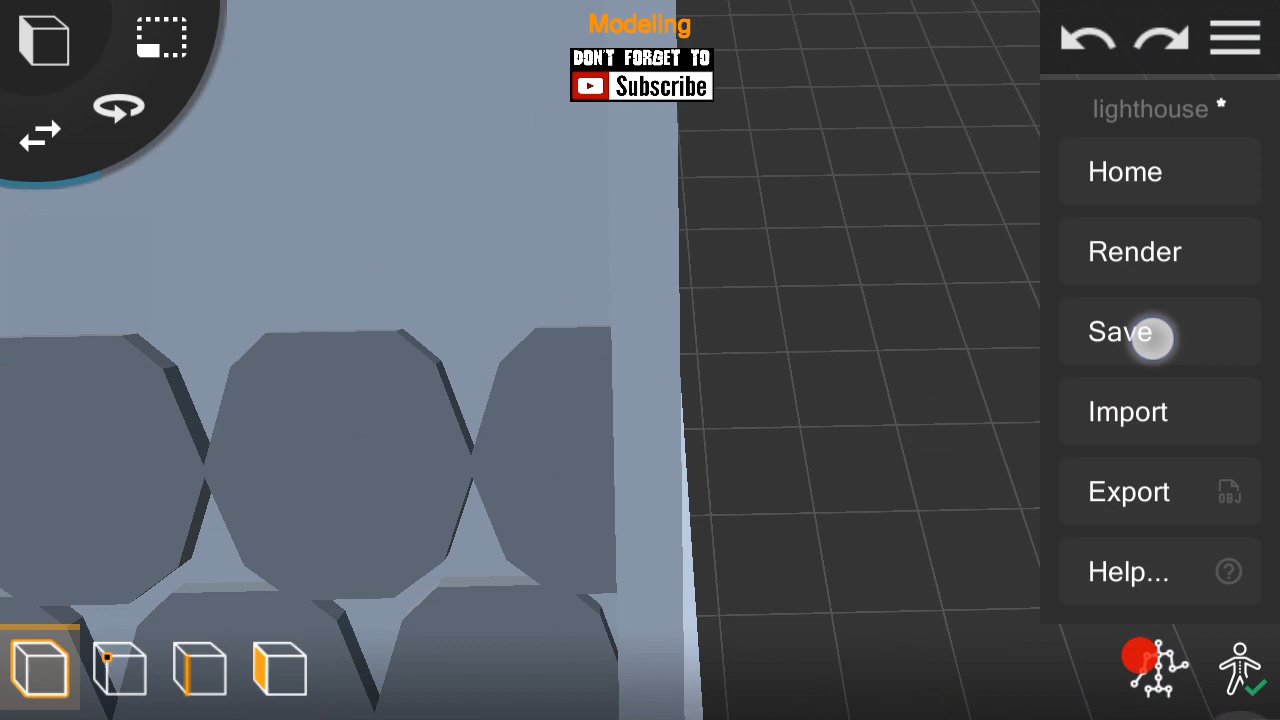 Modeling
DON'T FORGET TO
Subscribe
lighthouse *
Home
Render
Save
Import
Export
OBJ
Help...
?